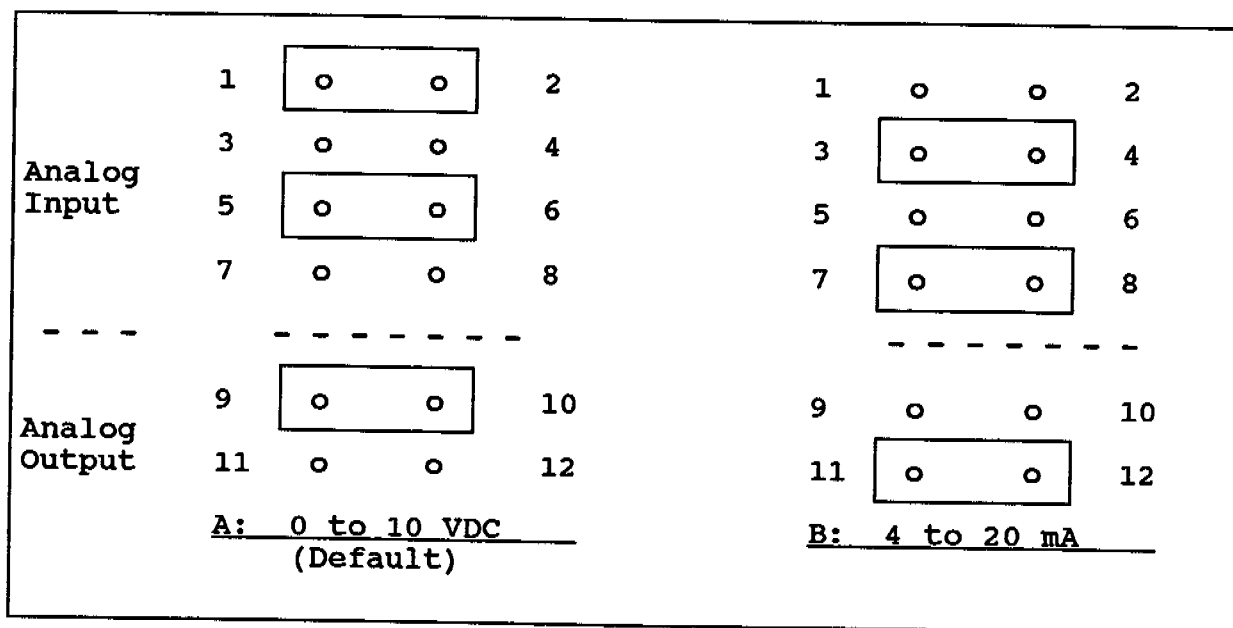 1 2 1 2
3 4 3 4
Analog
Input
5 6 5 6
7 8 7 8
9 10 9 10
Analog
Output
11 12 11 12
A: 0 to 10 VDC
(Default)
B: 4 to 20 mA